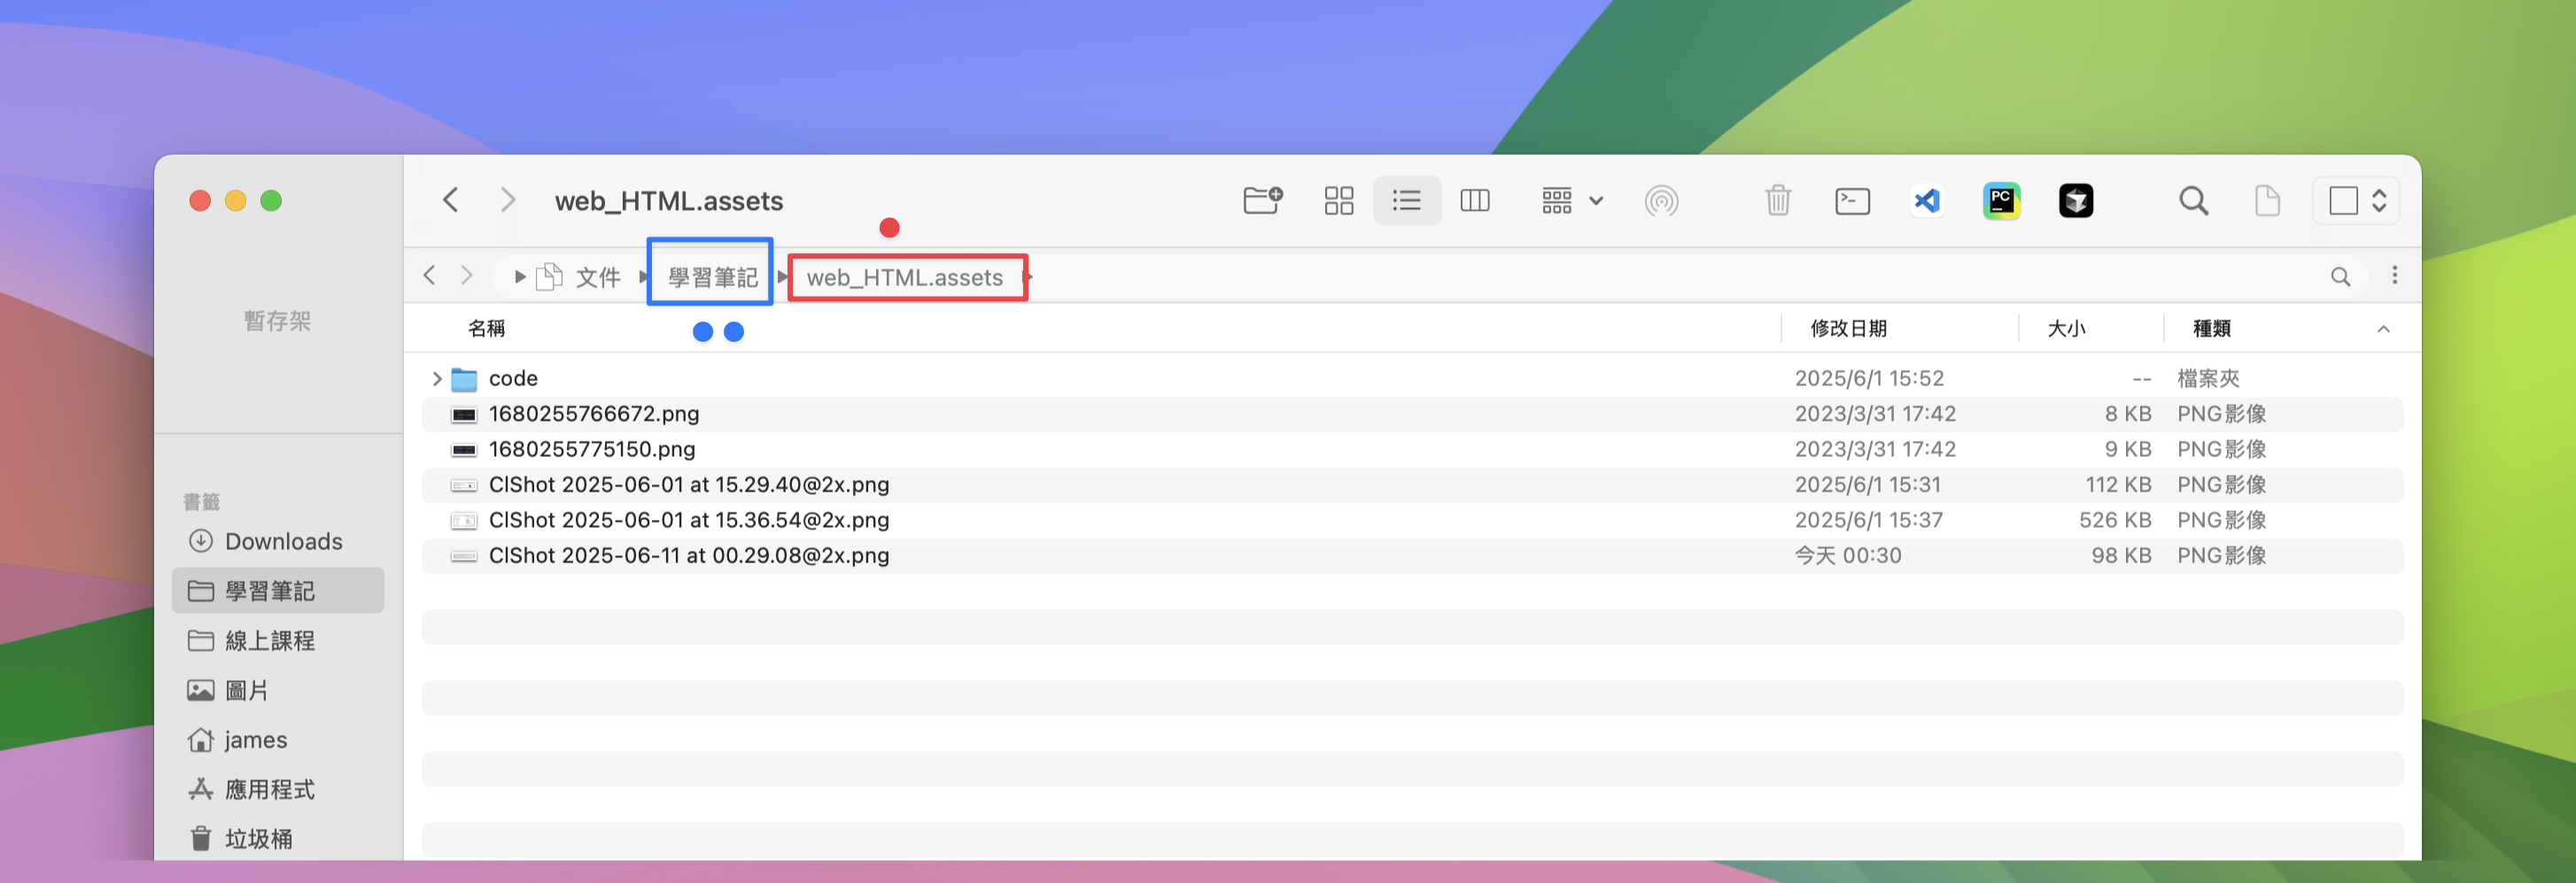 web_HTML.assets
PC
文件 學習筆記 web_HTML.assets
暫存架
名稱 修改日期 大小 種類
code 2025/6/1 15:52 -- 檔案夾
1680255766672.png 2023/3/31 17:42 8 KB PNG影像
1680255775150.png 2023/3/31 17:42 9 KB PNG影像
ClShot 2025-06-01 at 15.29.40@2x.png 2025/6/1 15:31 112 KB PNG影像
ClShot 2025-06-01 at 15.36.54@2x.png 2025/6/1 15:37 526 KB PNG影像
ClShot 2025-06-11 at 00.29.08@2x.png 今天 00:30 98 KB PNG影像
書籤
Downloads
學習筆記
線上課程
圖片
james
應用程式
垃圾桶